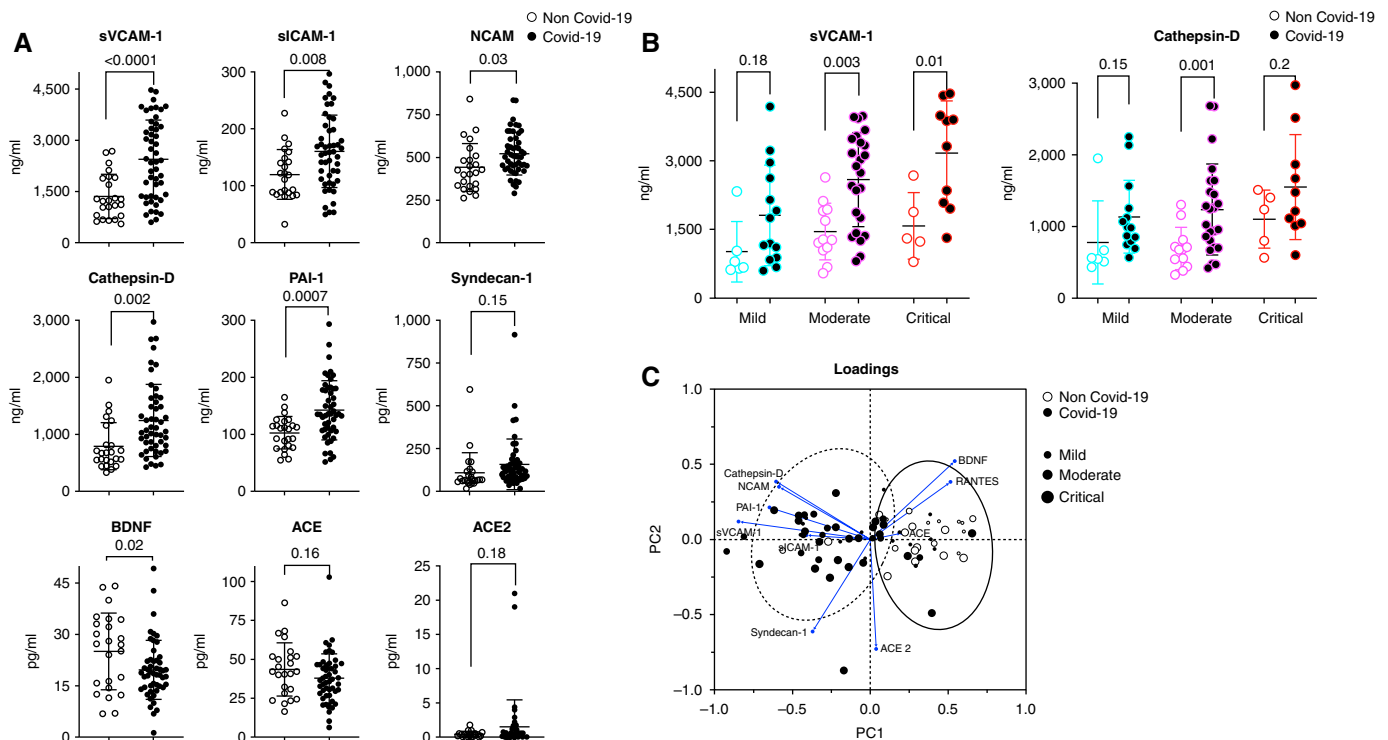 A
Non Covid-19
Covid-19
sVCAM-1
<0.0001
4,500
3,000
1,500
0
ng/ml
sICAM-1
0.008
300
200
100
0
ng/ml
NCAM
0.03
1,000
750
500
250
0
ng/ml
Cathepsin-D
0.002
3,000
2,000
1,000
0
ng/ml
PAI-1
0.0007
300
200
100
0
ng/ml
Syndecan-1
0.15
1,000
750
500
250
0
pg/ml
BDNF
0.02
45
30
15
0
pg/ml
ACE
0.16
100
75
50
25
0
pg/ml
ACE2
0.18
25
20
15
10
5
0
pg/ml
B
Non Covid-19
Covid-19
sVCAM-1
0.18
0.003
0.01
4,500
3,000
1,500
0
ng/ml
Mild
Moderate
Critical
Cathepsin-D
0.15
0.001
0.2
3,000
2,000
1,000
0
ng/ml
Mild
Moderate
Critical
C
Loadings
1.0
0.5
0.0
−0.5
−1.0
PC2
−1.0
−0.5
0.0
0.5
1.0
PC1
Cathepsin-D
NCAM
PAI-1
sVCAM/1
sICAM-1
Syndecan-1
BDNF
RANTES
ACE
ACE 2
Non Covid-19
Covid-19
Mild
Moderate
Critical